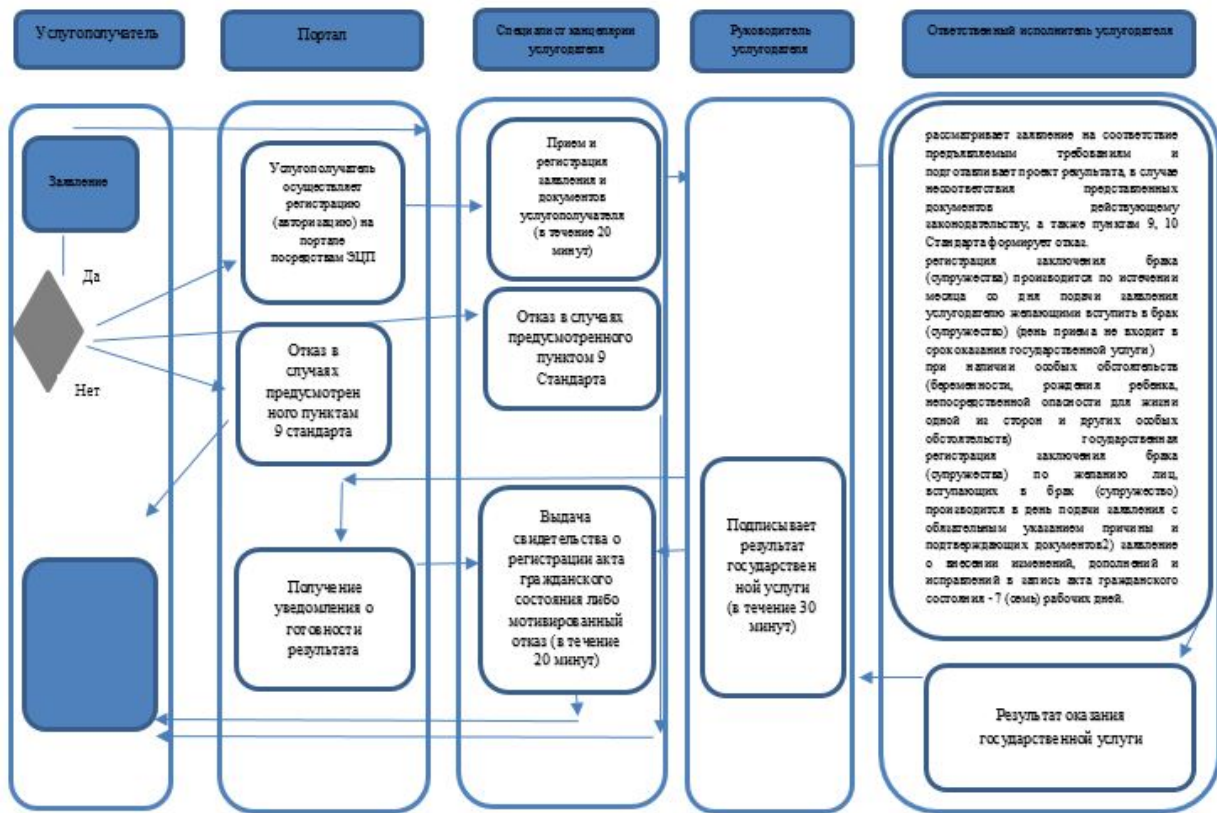 Услугополучатель
Портал
Специалист канцелярии
услугодателя
Руководитель
услугодателя
Ответственный исполнитель услугодателя
Заявление
Да
Нет
Услугополучатель
осуществляет
регистрацию
(авторизацию) на
портале
посредствам ЭЦП
Отказ в
случаях
предусмотрен
ного пунктам
9 стандарта
Получение
уведомления о
готовности
результата
Прием и
регистрация
заявления и
документов
услугополучателя
(в течение 20
минут)
Отказ в случаях
предусмотренного
пунктом 9
Стандарта
Выдача
свидетельства о
регистрации акта
гражданского
состояния либо
мотивированный
отказ (в течение
20 минут)
Подписывает
результат
государствен
ной услуги
(в течение 30
минут)
рассматривает заявление на соответствие
предъявляемым требованиям и
подготавливает проект результата, в случае
несоответствия представленных
документов действующему
законодательству, а также пунктам 9, 10
Стандарта формирует отказ.
регистрация заключения брака
(супружества) производится по истечении
месяца со дня подачи заявления
услугодателю желающими вступить в брак
(супружество) (день приема не входит в
срок оказания государственной услуги)
при наличии особых обстоятельств
(беременности, рождения ребенка,
непосредственной опасности для жизни
одной из сторон и других особых
обстоятельств) государственная
регистрация заключения брака
(супружества) по желанию лиц,
вступающих в брак (супружество)
производится в день подачи заявления с
обязательным указанием причины и
подтверждающих документов2) заявление
о внесении изменений, дополнений и
исправлений в запись акта гражданского
состояния - 7 (семь) рабочих дней.
Результат оказания
государственной услуги